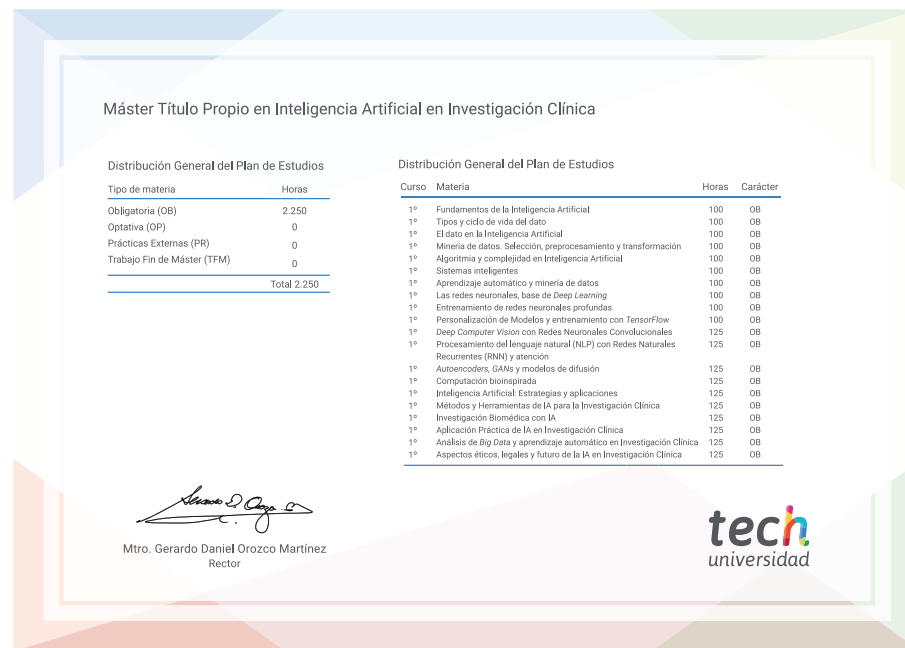 Máster Título Propio en Inteligencia Artificial en Investigación Clínica
Distribución General del Plan de Estudios
Tipo de materia Horas
Obligatoria (OB) 2.250
Optativa (OP) 0
Prácticas Externas (PR) 0
Trabajo Fin de Máster (TFM) 0
Total 2.250
Distribución General del Plan de Estudios
Curso Materia Horas Carácter
1º Fundamentos de la Inteligencia Artificial 100 OB
1º Tipos y ciclo de vida del dato 100 OB
1º El dato en la Inteligencia Artificial 100 OB
1º Minería de datos. Selección, preprocesamiento y transformación 100 OB
1º Algoritmia y complejidad en Inteligencia Artificial 100 OB
1º Sistemas inteligentes 100 OB
1º Aprendizaje automático y minería de datos 100 OB
1º Las redes neuronales, base de Deep Learning 100 OB
1º Entrenamiento de redes neuronales profundas 100 OB
1º Personalización de Modelos y entrenamiento con TensorFlow 100 OB
1º Deep Computer Vision con Redes Neuronales Convolucionales 125 OB
1º Procesamiento del lenguaje natural (NLP) con Redes Naturales 125 OB
Recurrentes (RNN) y atención
1º Autoencoders, GANs y modelos de difusión 125 OB
1º Computación bioinspirada 125 OB
1º Inteligencia Artificial: Estrategias y aplicaciones 125 OB
1º Métodos y Herramientas de IA para la Investigación Clínica 125 OB
1º Investigación Biomédica con IA 125 OB
1º Aplicación Práctica de IA en Investigación Clínica 125 OB
1º Análisis de Big Data y aprendizaje automático en Investigación Clínica 125 OB
1º Aspectos éticos, legales y futuro de la IA en Investigación Clínica 125 OB
Mtro. Gerardo Daniel Orozco Martínez
Rector
tech
universidad